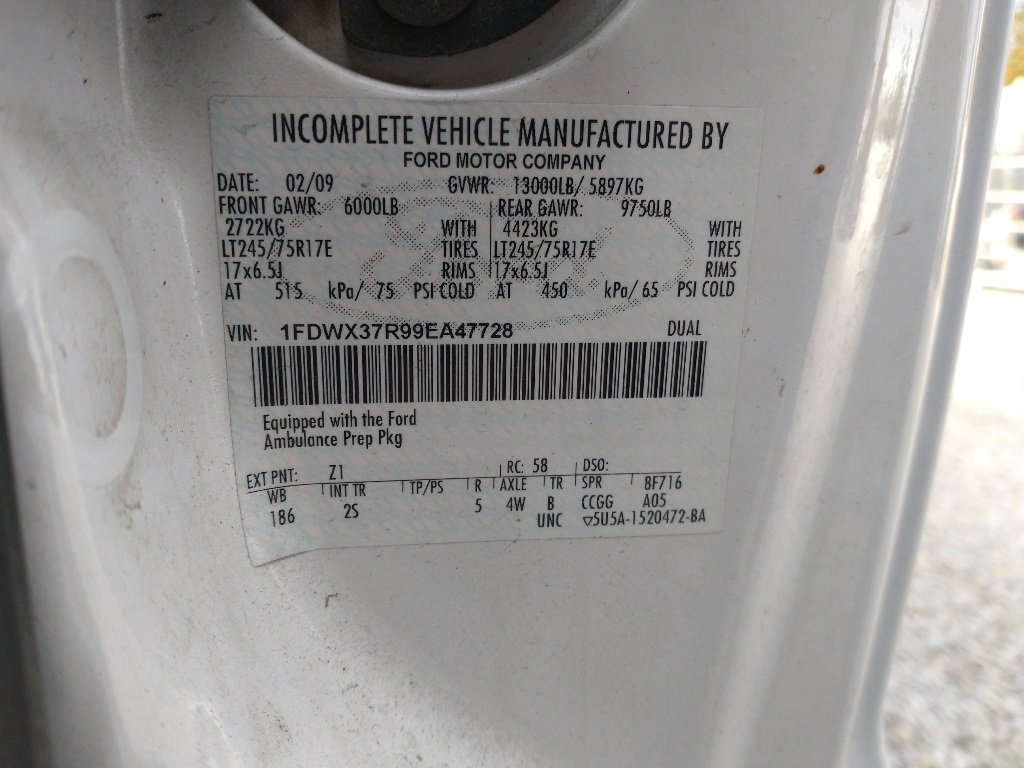 INCOMPLETE VEHICLE MANUFACTURED BY
FORD MOTOR COMPANY
DATE: 02/09 GVWR: 13000LB/ 5897KG
FRONT GAWR: 6000LB REAR GAWR: 9750LB
2722KG WITH 4423KG WITH
LT245/75R17E TIRES LT245/75R17E TIRES
17x6.5J RIMS 17x6.5J RIMS
AT 515 kPa/ 75 PSI COLD AT 450 kPa/ 65 PSI COLD
VIN: 1FDWX37R99EA47728 DUAL
Equipped with the Ford
Ambulance Prep Pkg
EXT PNT: Z1 RC: 58 DSO:
WB INT TR TP/PS R AXLE TR SPR 8F716
186 2S 5 4W B CCGG A05
UNC ▽5U5A-1520472-BA